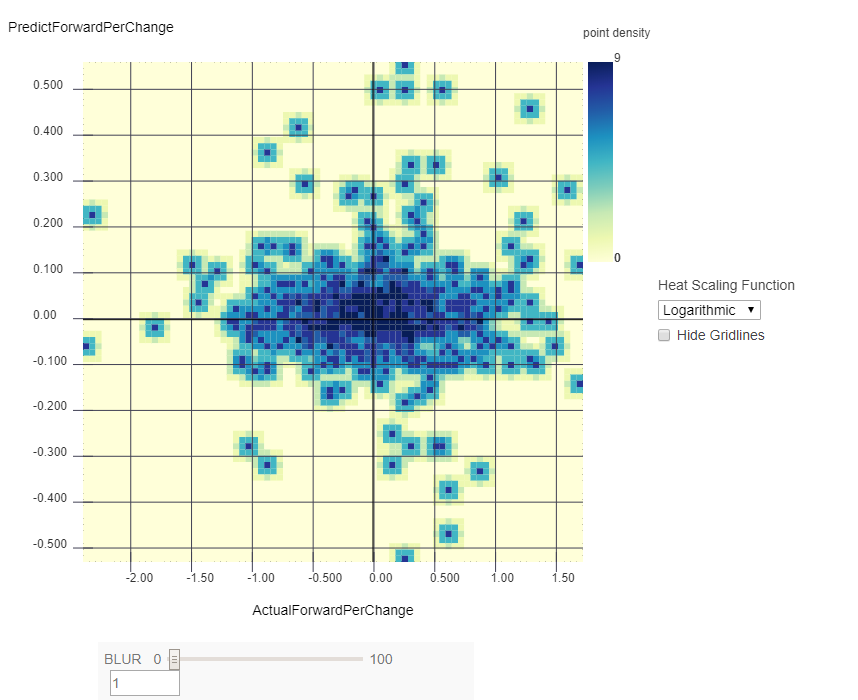 PredictForwardPerChange
point density
9
0
0.500
0.400
0.300
0.200
0.100
0.00
-0.100
-0.200
-0.300
-0.400
-0.500
-2.00 -1.50 -1.00 -0.500 0.00 0.500 1.00 1.50
ActualForwardPerChange
Heat Scaling Function
Logarithmic
Hide Gridlines
BLUR 0 100
1